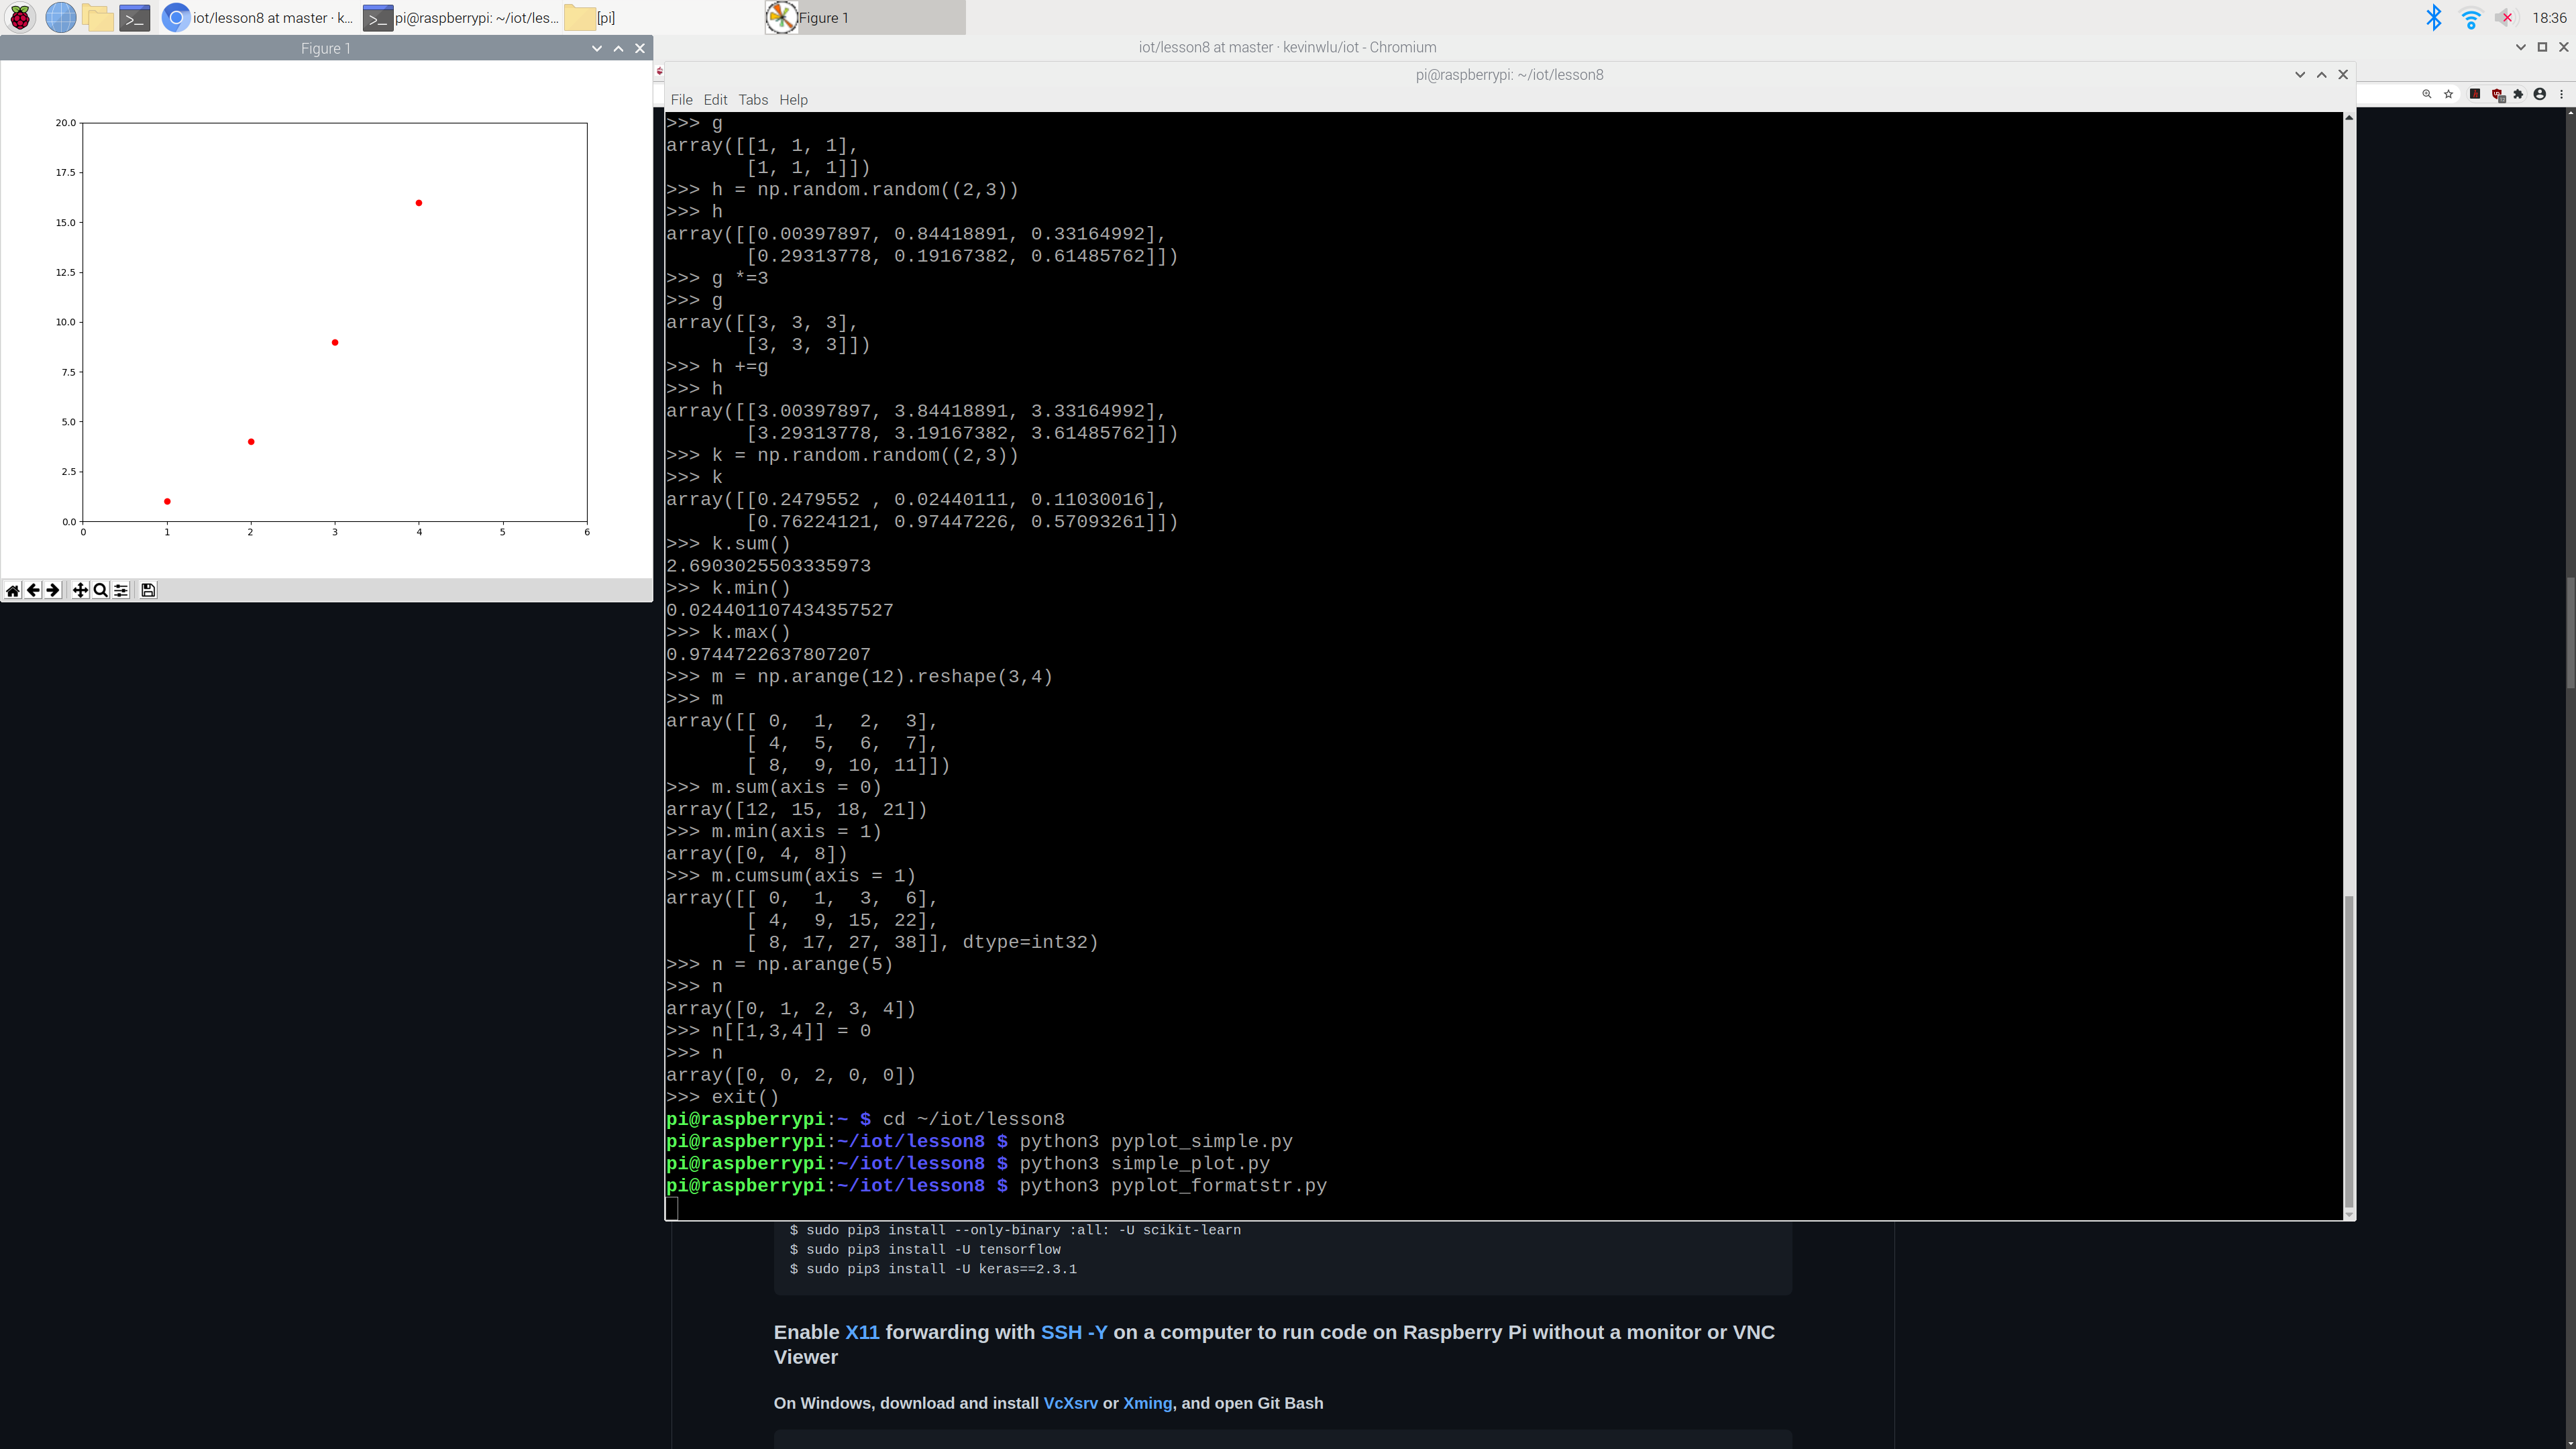 iot/lesson8 at master · k...
pi@raspberrypi: ~/iot/les...
[pi]
Figure 1
18:36
Figure 1
20.0
17.5
15.0
12.5
10.0
7.5
5.0
2.5
0.0
0 1 2 3 4 5 6
iot/lesson8 at master · kevinwlu/iot - Chromium
pi@raspberrypi: ~/iot/lesson8
File Edit Tabs Help
>>> g
array([[1, 1, 1],
       [1, 1, 1]])
>>> h = np.random.random((2,3))
>>> h
array([[0.00397897, 0.84418891, 0.33164992],
       [0.29313778, 0.19167382, 0.61485762]])
>>> g *=3
>>> g
array([[3, 3, 3],
       [3, 3, 3]])
>>> h +=g
>>> h
array([[3.00397897, 3.84418891, 3.33164992],
       [3.29313778, 3.19167382, 3.61485762]])
>>> k = np.random.random((2,3))
>>> k
array([[0.2479552 , 0.02440111, 0.11030016],
       [0.76224121, 0.97447226, 0.57093261]])
>>> k.sum()
2.6903025503335973
>>> k.min()
0.024401107434357527
>>> k.max()
0.9744722637807207
>>> m = np.arange(12).reshape(3,4)
>>> m
array([[ 0,  1,  2,  3],
       [ 4,  5,  6,  7],
       [ 8,  9, 10, 11]])
>>> m.sum(axis = 0)
array([12, 15, 18, 21])
>>> m.min(axis = 1)
array([0, 4, 8])
>>> m.cumsum(axis = 1)
array([[ 0,  1,  3,  6],
       [ 4,  9, 15, 22],
       [ 8, 17, 27, 38]], dtype=int32)
>>> n = np.arange(5)
>>> n
array([0, 1, 2, 3, 4])
>>> n[[1,3,4]] = 0
>>> n
array([0, 0, 2, 0, 0])
>>> exit()
pi@raspberrypi:~ $ cd ~/iot/lesson8
pi@raspberrypi:~/iot/lesson8 $ python3 pyplot_simple.py
pi@raspberrypi:~/iot/lesson8 $ python3 simple_plot.py
pi@raspberrypi:~/iot/lesson8 $ python3 pyplot_formatstr.py
$ sudo pip3 install --only-binary :all: -U scikit-learn
$ sudo pip3 install -U tensorflow
$ sudo pip3 install -U keras==2.3.1
Enable X11 forwarding with SSH -Y on a computer to run code on Raspberry Pi without a monitor or VNC
Viewer
On Windows, download and install VcXsrv or Xming, and open Git Bash